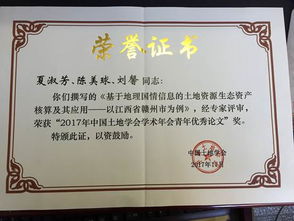 荣誉证书
夏淑芳、陈美球、刘馨同志：
你们撰写的《基于地理国情信息的土地资源生态资产
核算及其应用——以江西省赣州市为例》，经专家评审，
荣获“2017年中国土地学会学术年会青年优秀论文”奖。
特颁此证，以资鼓励。
中国土地学会
2017年11月